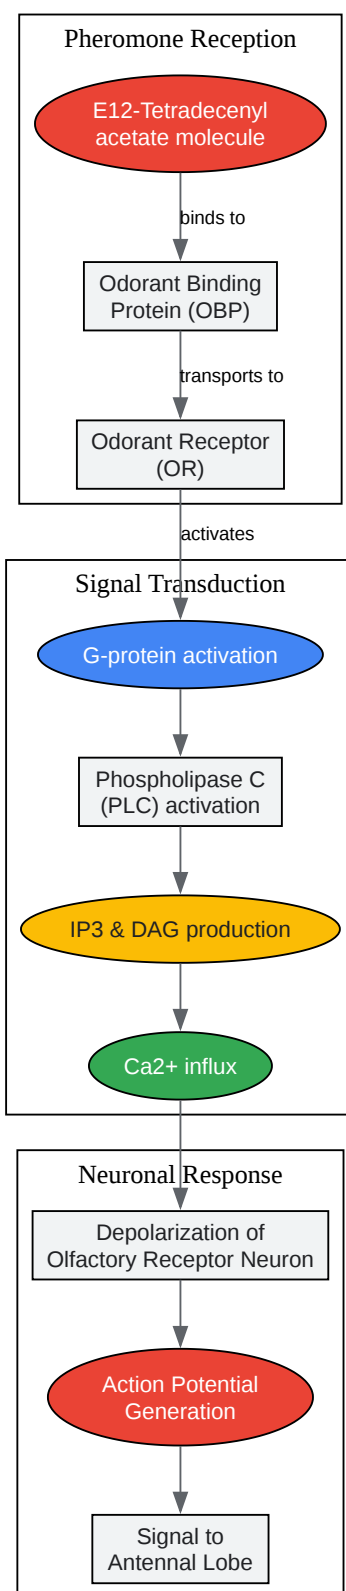 Pheromone Reception
E12-Tetradecenyl
acetate molecule
binds to
Odorant Binding
Protein (OBP)
transports to
Odorant Receptor
(OR)
activates
Signal Transduction
G-protein activation
Phospholipase C
(PLC) activation
IP3 & DAG production
Ca2+ influx
Neuronal Response
Depolarization of
Olfactory Receptor Neuron
Action Potential
Generation
Signal to
Antennal Lobe